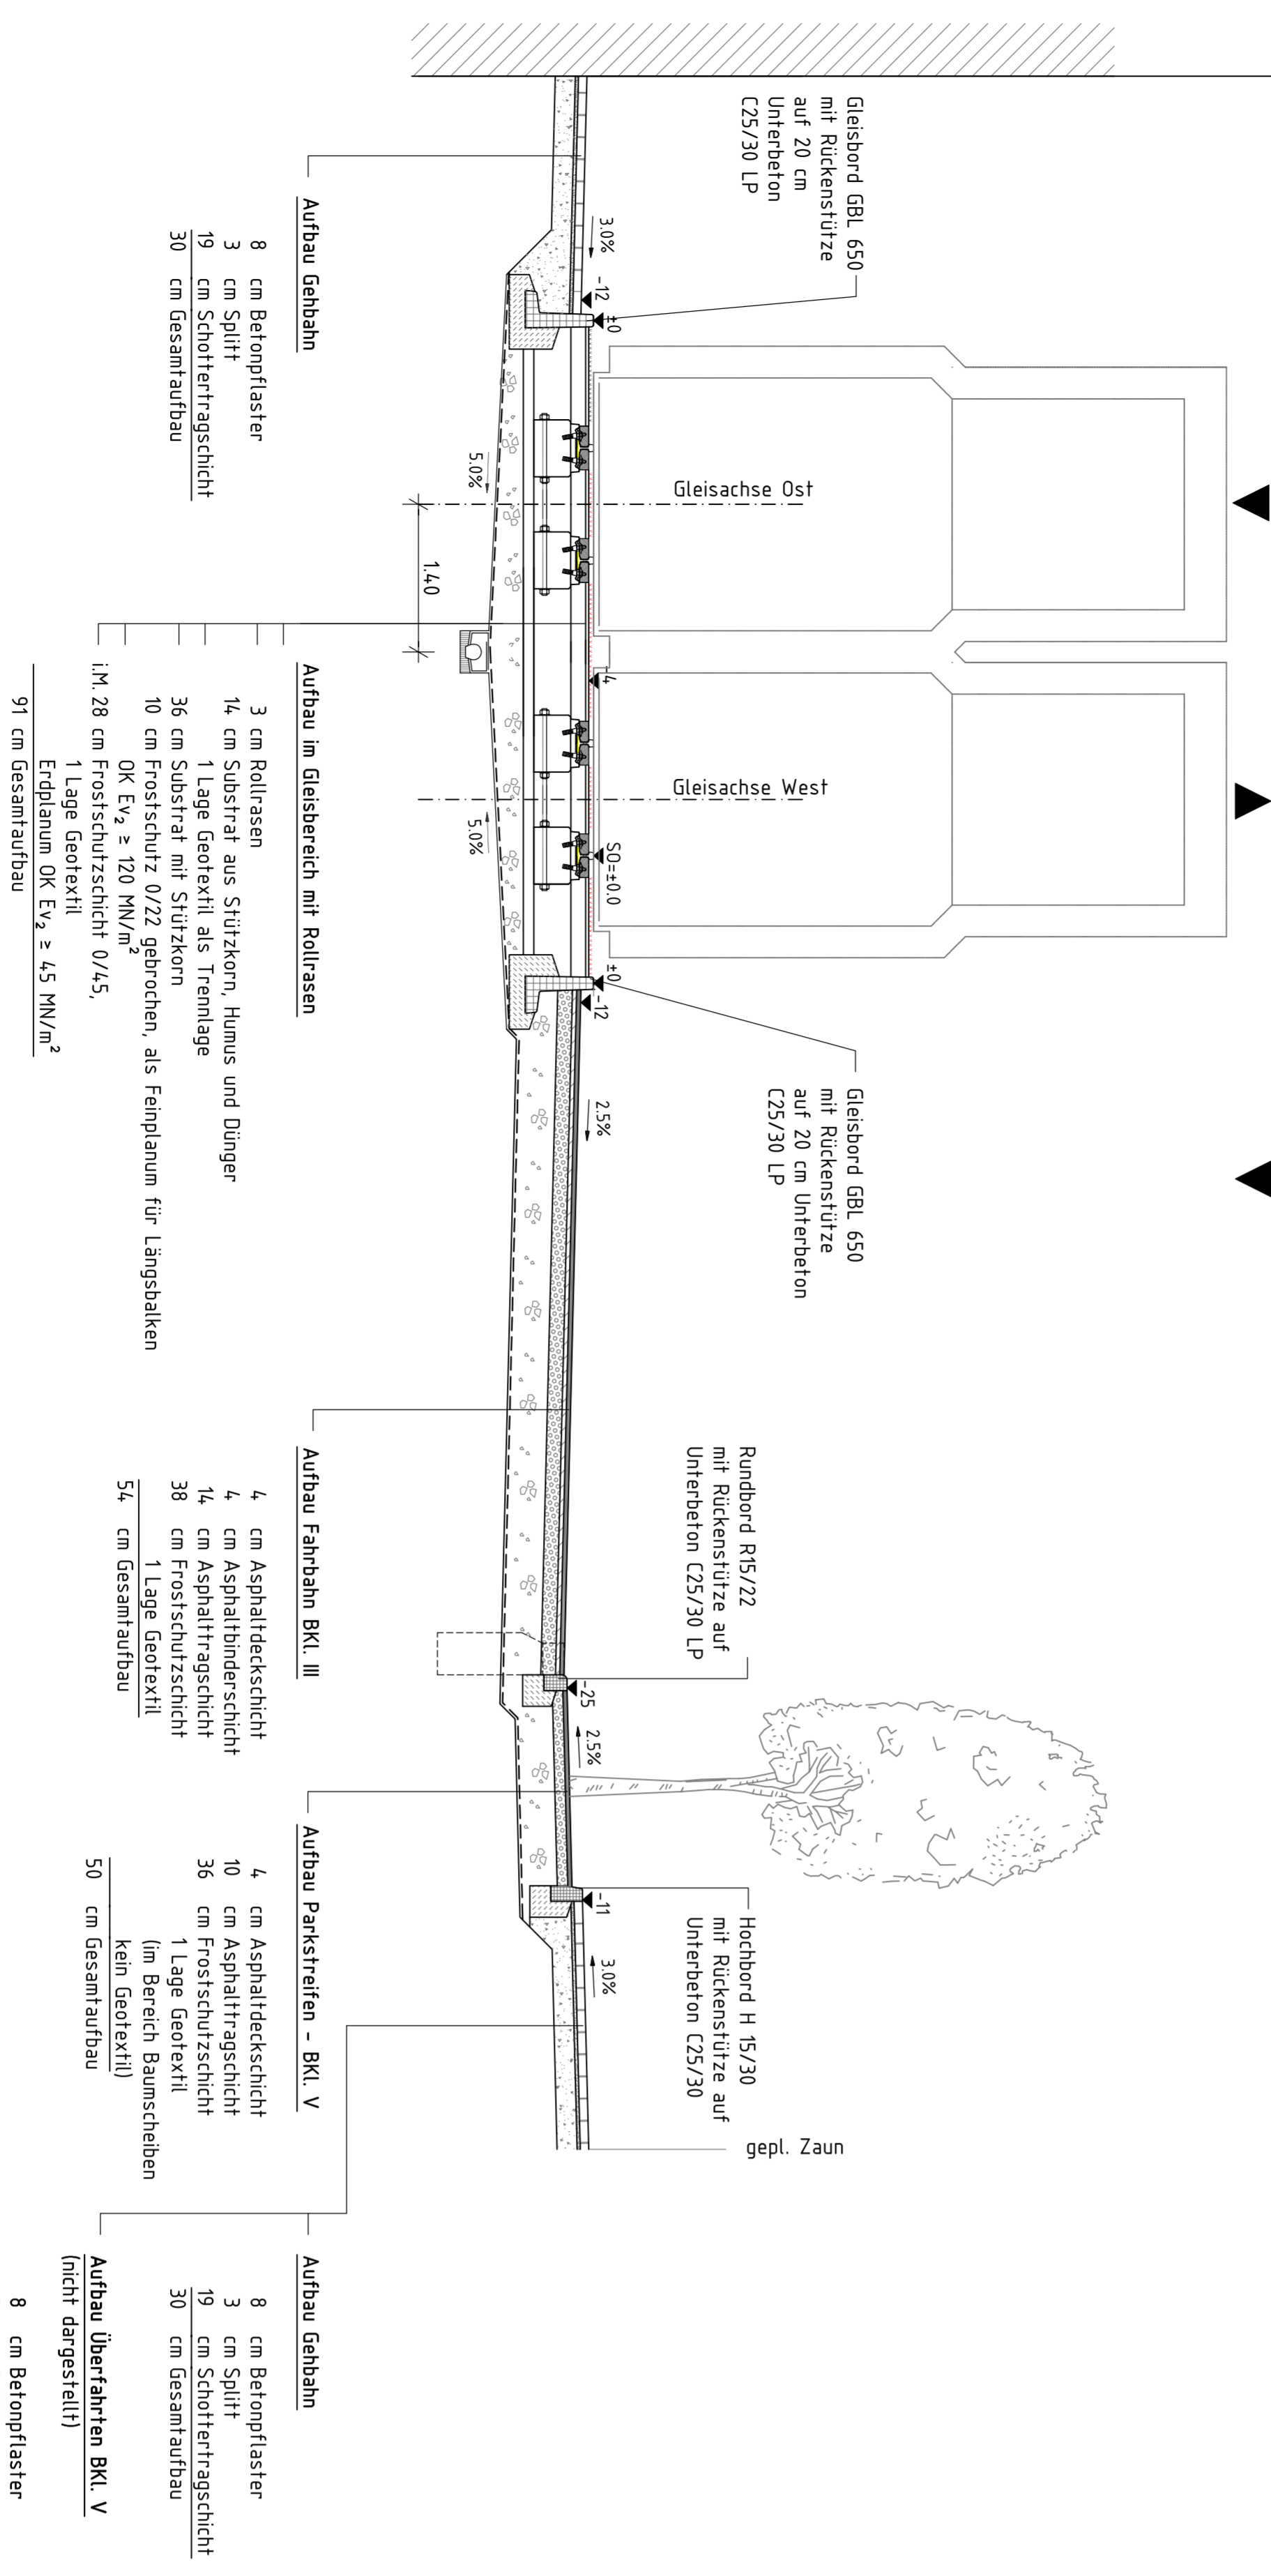 Gleisbord GBL 650
mit Rückenstütze
auf 20 cm
Unterbeton
C25/30 LP
Gleisachse Ost
Gleisachse West
Gleisbord GBL 650
mit Rückenstütze
auf 20 cm Unterbeton
C25/30 LP
Rundbord R15/22
mit Rückenstütze auf
Unterbeton C25/30 LP
Hochbord H 15/30
mit Rückenstütze auf
Unterbeton C25/30
gepl. Zaun
3.0%
-12
±0
-4
SO=±0.0
±0
-12
2.5%
-25
2.5%
-11
3.0%
5.0%
5.0%
1.40
Aufbau Gehbahn
8 cm Betonpflaster
3 cm Splitt
19 cm Schottertragschicht
30 cm Gesamtaufbau
Aufbau im Gleisbereich mit Rollrasen
3 cm Rollrasen
14 cm Substrat aus Stützkorn, Humus und Dünger
1 Lage Geotextil als Trennlage
36 cm Substrat mit Stützkorn
10 cm Frostschutz 0/22 gebrochen, als Feinplanum für Längsbalken
OK Ev₂ ≥ 120 MN/m²
i.M. 28 cm Frostschutzschicht 0/45,
1 Lage Geotextil
Erdplanum OK Ev₂ ≥ 45 MN/m²
91 cm Gesamtaufbau
Aufbau Fahrbahn BKl. III
4 cm Asphaltdeckschicht
4 cm Asphaltbinderschicht
14 cm Asphalttragschicht
38 cm Frostschutzschicht
1 Lage Geotextil
54 cm Gesamtaufbau
Aufbau Parkstreifen - BKl. V
4 cm Asphaltdeckschicht
10 cm Asphalttragschicht
36 cm Frostschutzschicht
1 Lage Geotextil
(im Bereich Baumscheiben
kein Geotextil)
50 cm Gesamtaufbau
Aufbau Gehbahn
8 cm Betonpflaster
3 cm Splitt
19 cm Schottertragschicht
30 cm Gesamtaufbau
Aufbau Überfahrten BKl. V
(nicht dargestellt)
8 cm Betonpflaster